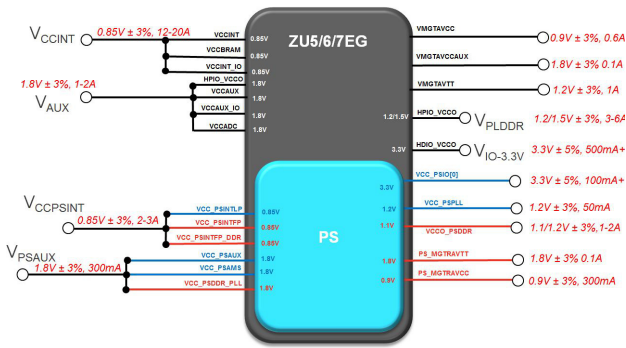 VCCINT
0.85V ± 3%, 12-20A
VCCINT
0.85V
VCCBRAM
0.85V
VCCINT_IO
0.85V
1.8V ± 3%, 1-2A
VAUX
HPIO_VCCO
1.8V
VCCAUX
1.8V
VCCAUX_IO
1.8V
VCCADC
1.8V
VCCPSINT
0.85V ± 3%, 2-3A
VCC_PSINTLP
0.85V
VCC_PSINTFP
0.85V
VCC_PSINTFP_DDR
0.85V
VPSAUX
1.8V ± 3%, 300mA
VCC_PSAUX
1.8V
VCC_PSAMS
1.8V
VCC_PSDDR_PLL
1.8V
ZU5/6/7EG
PS
VMGTAVCC
0.9V ± 3%, 0.6A
VMGTAVCCAUX
1.8V ± 3% 0.1A
VMGTAVTT
1.2V ± 3%, 1A
1.2/1.5V
HPIO_VCCO
VPLDDR
1.2/1.5V ± 3%, 3-6A
3.3V
HDIO_VCCO
VIO-3.3V
3.3V ± 5%, 500mA+
3.3V
VCC_PSIO[0]
3.3V ± 5%, 100mA+
1.2V
VCC_PSPLL
1.2V ± 3%, 50mA
1.1V
VCCO_PSDDR
1.1/1.2V ± 3%,1-2A
1.8V
PS_MGTRAVTT
1.8V ± 3% 0.1A
0.9V
PS_MGTRAVCC
0.9V ± 3%, 300mA